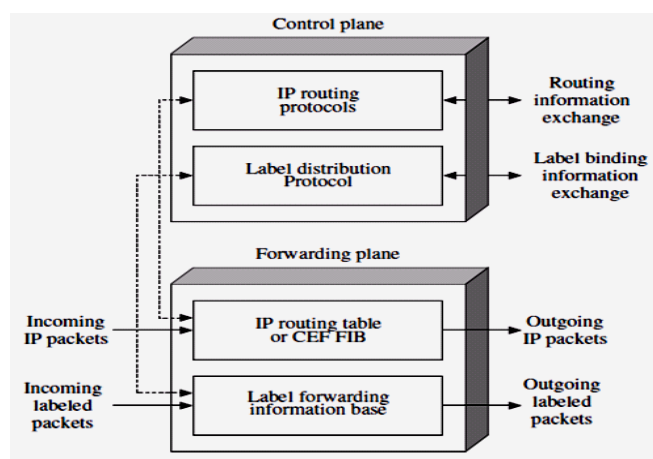 Control plane
IP routing
protocols
Routing
information
exchange
Label distribution
Protocol
Label binding
information
exchange
Forwarding plane
Incoming
IP packets
IP routing table
or CEF FIB
Outgoing
IP packets
Incoming
labeled
packets
Label forwarding
information base
Outgoing
labeled
packets